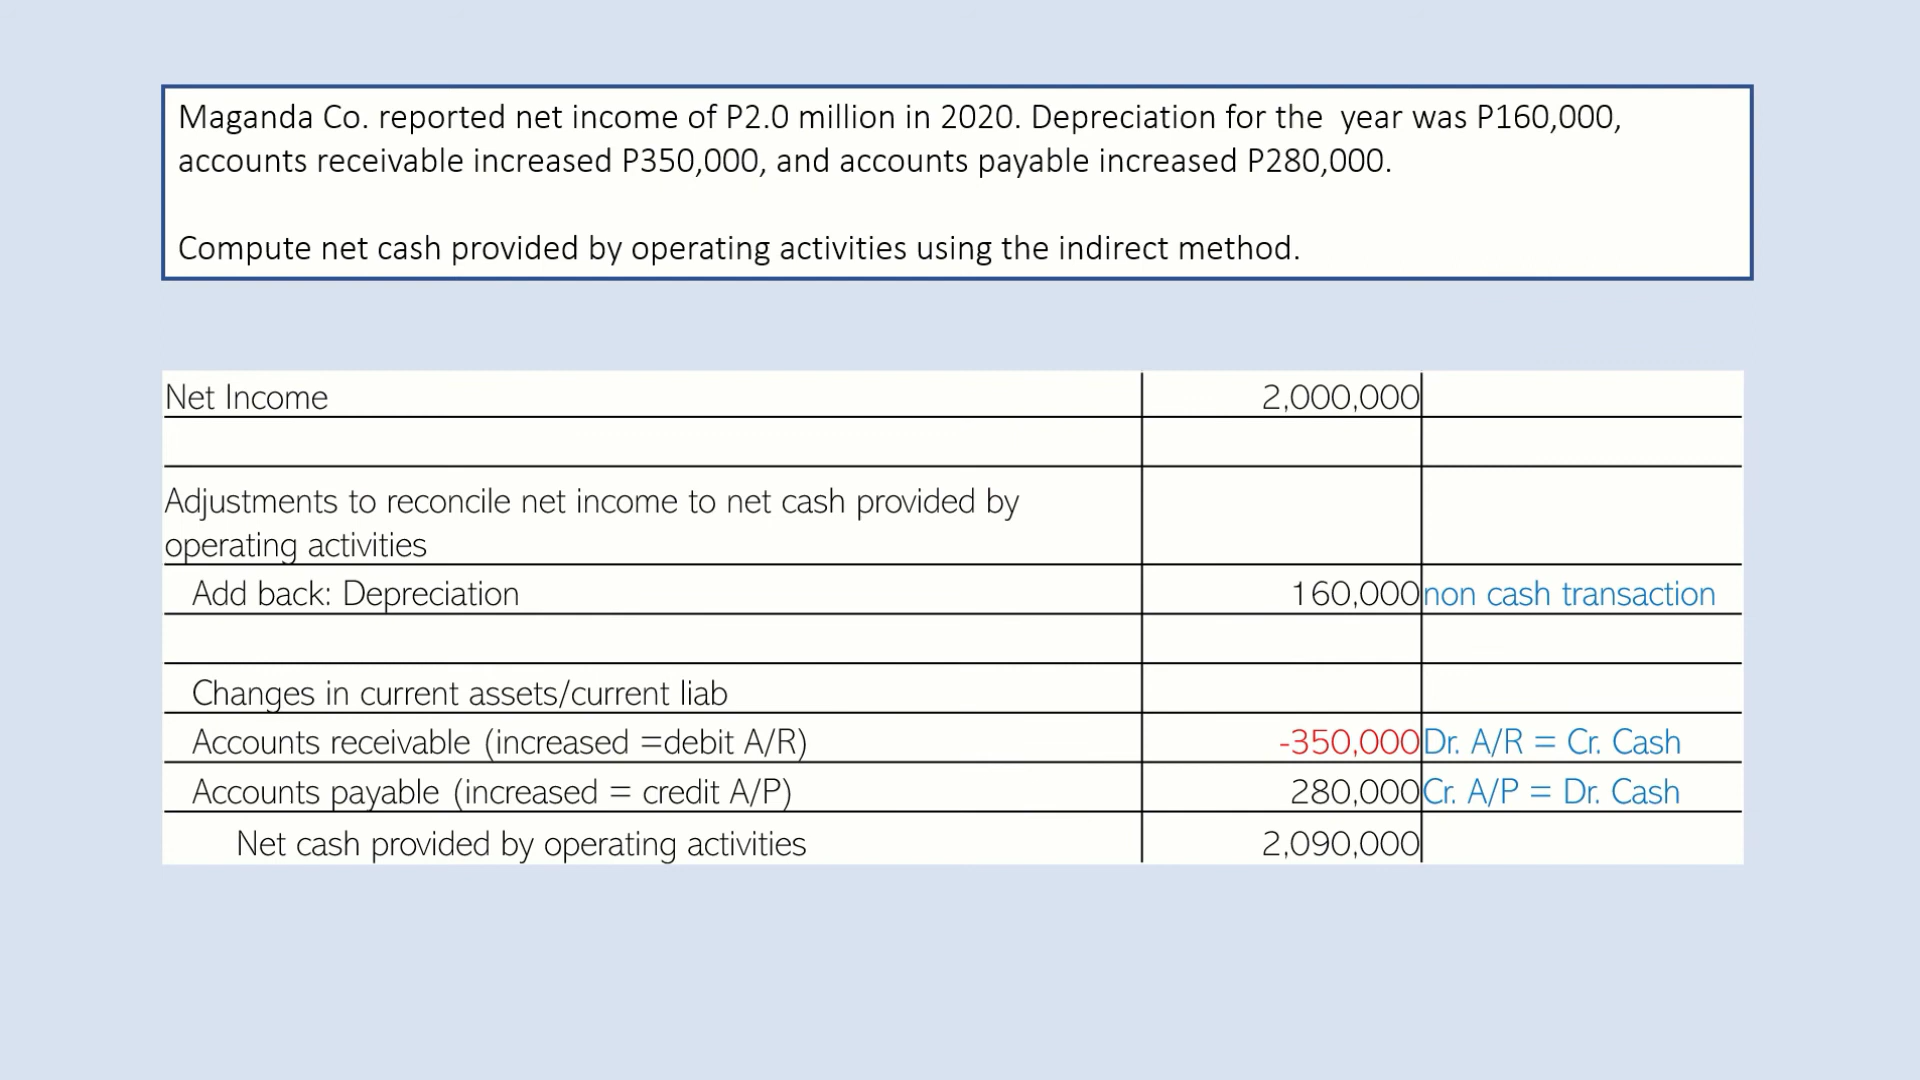 Maganda Co. reported net income of P2.0 million in 2020. Depreciation for the  year was P160,000,
accounts receivable increased P350,000, and accounts payable increased P280,000.
Compute net cash provided by operating activities using the indirect method.
Net Income 2,000,000
Adjustments to reconcile net income to net cash provided by
operating activities
Add back: Depreciation 160,000 non cash transaction
Changes in current assets/current liab
Accounts receivable (increased =debit A/R) -350,000 Dr. A/R = Cr. Cash
Accounts payable (increased = credit A/P) 280,000 Cr. A/P = Dr. Cash
Net cash provided by operating activities 2,090,000